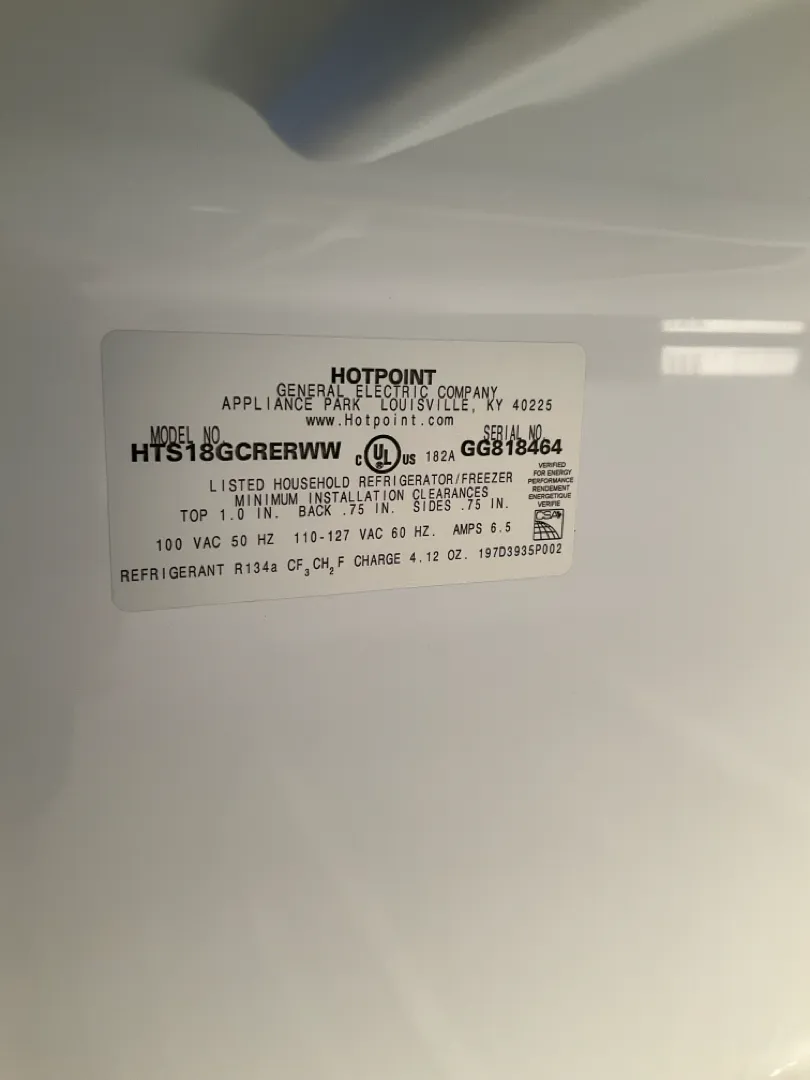 HOTPOINT
GENERAL ELECTRIC COMPANY
APPLIANCE PARK LOUISVILLE, KY 40225
www.Hotpoint.com
MODEL NO. SERIAL NO.
HTS18GCRERWW c UL ® US 182A GG818464
VERIFIED
FOR ENERGY
PERFORMANCE
RENDEMENT
ENERGETIQUE
VERIFIE
CSA
LISTED HOUSEHOLD REFRIGERATOR/FREEZER
MINIMUM INSTALLATION CLEARANCES
TOP 1.0 IN. BACK .75 IN. SIDES .75 IN.
100 VAC 50 HZ 110-127 VAC 60 HZ. AMPS 6.5
REFRIGERANT R134a CF₃CH₂F CHARGE 4.12 OZ. 197D3935P002